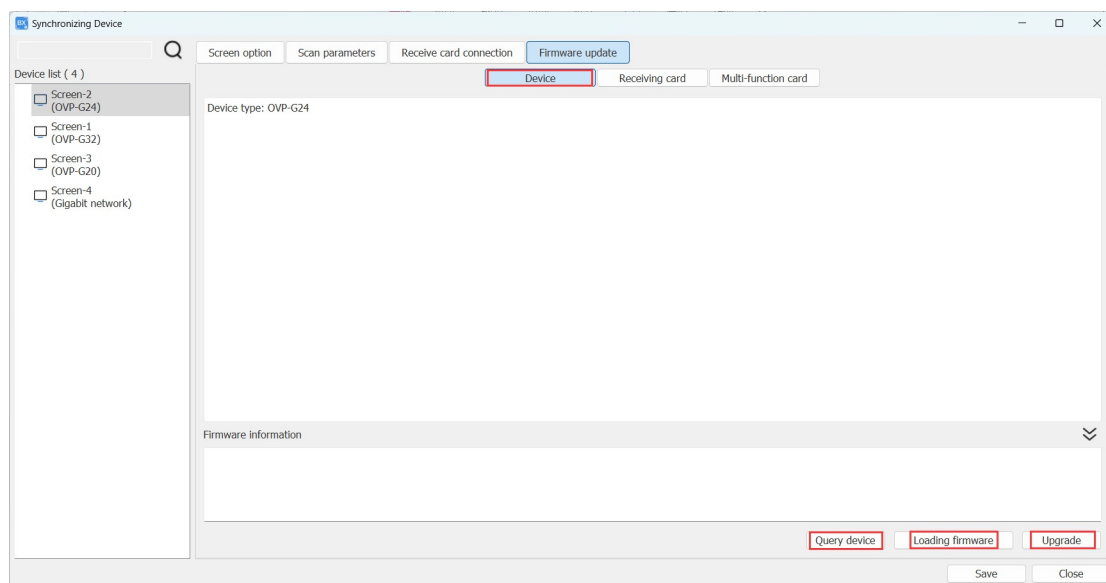 BX Synchronizing Device
Screen option Scan parameters Receive card connection Firmware update
Device list ( 4 )
Device Receiving card Multi-function card
Screen-2
(OVP-G24)
Screen-1
(OVP-G32)
Screen-3
(OVP-G20)
Screen-4
(Gigabit network)
Device type: OVP-G24
Firmware information
Query device Loading firmware Upgrade
Save Close